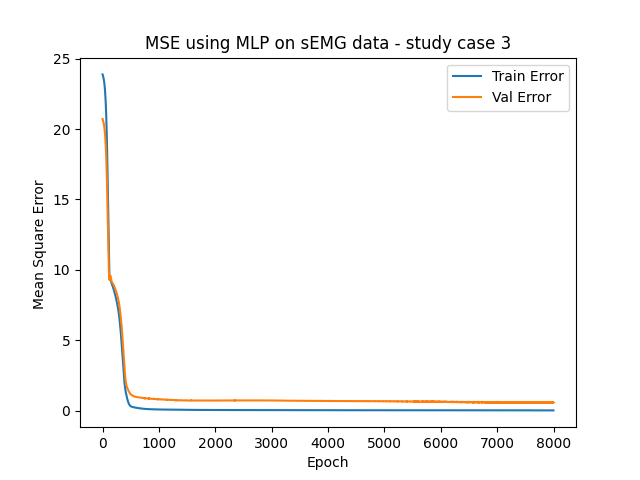 MSE using MLP on sEMG data - study case 3
25
20
15
10
5
0
Mean Square Error
Train Error
Val Error
0 1000 2000 3000 4000 5000 6000 7000 8000
Epoch